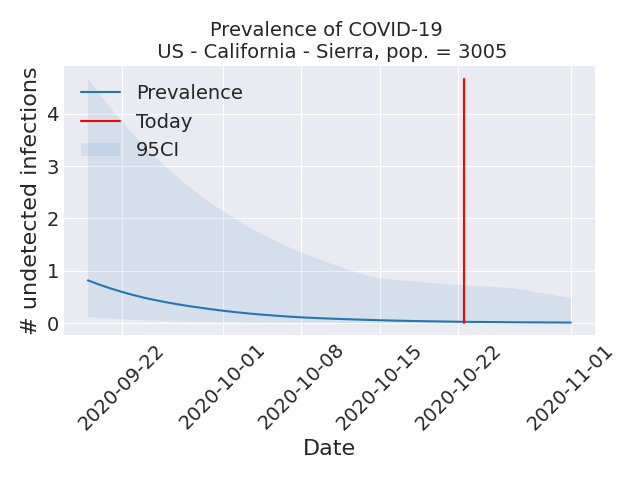 Prevalence of COVID-19
US - California - Sierra, pop. = 3005
# undetected infections
4
3
2
1
0
Prevalence
Today
95CI
2020-09-22
2020-10-01
2020-10-08
2020-10-15
2020-10-22
2020-11-01
Date